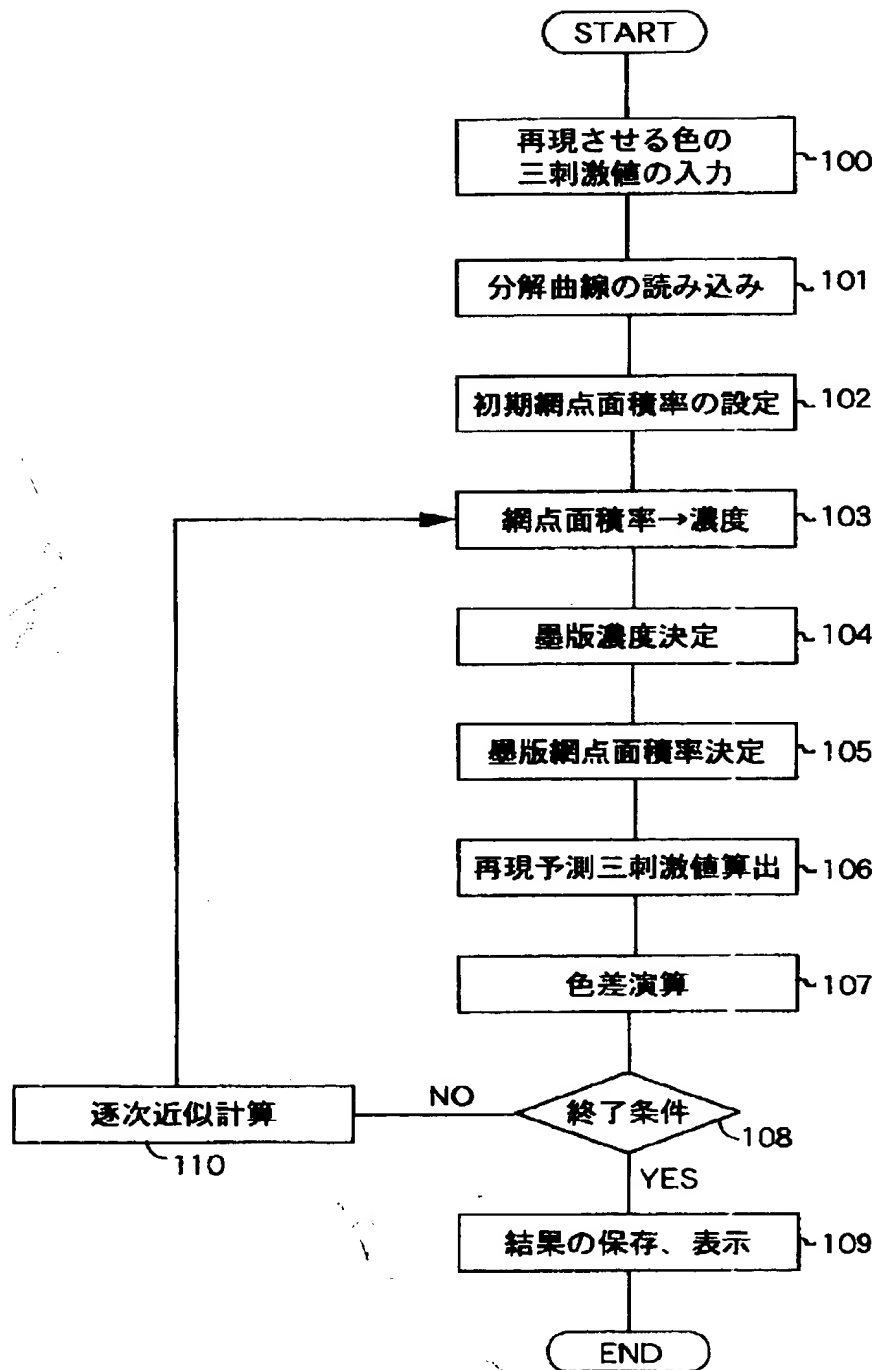 START
再現させる色の
三刺激値の入力
100
分解曲線の読み込み
101
初期網点面積率の設定
102
網点面積率→濃度
103
墨版濃度決定
104
墨版網点面積率決定
105
再現予測三刺激値算出
106
色差演算
107
終了条件
108
NO
逐次近似計算
110
YES
結果の保存、表示
109
END